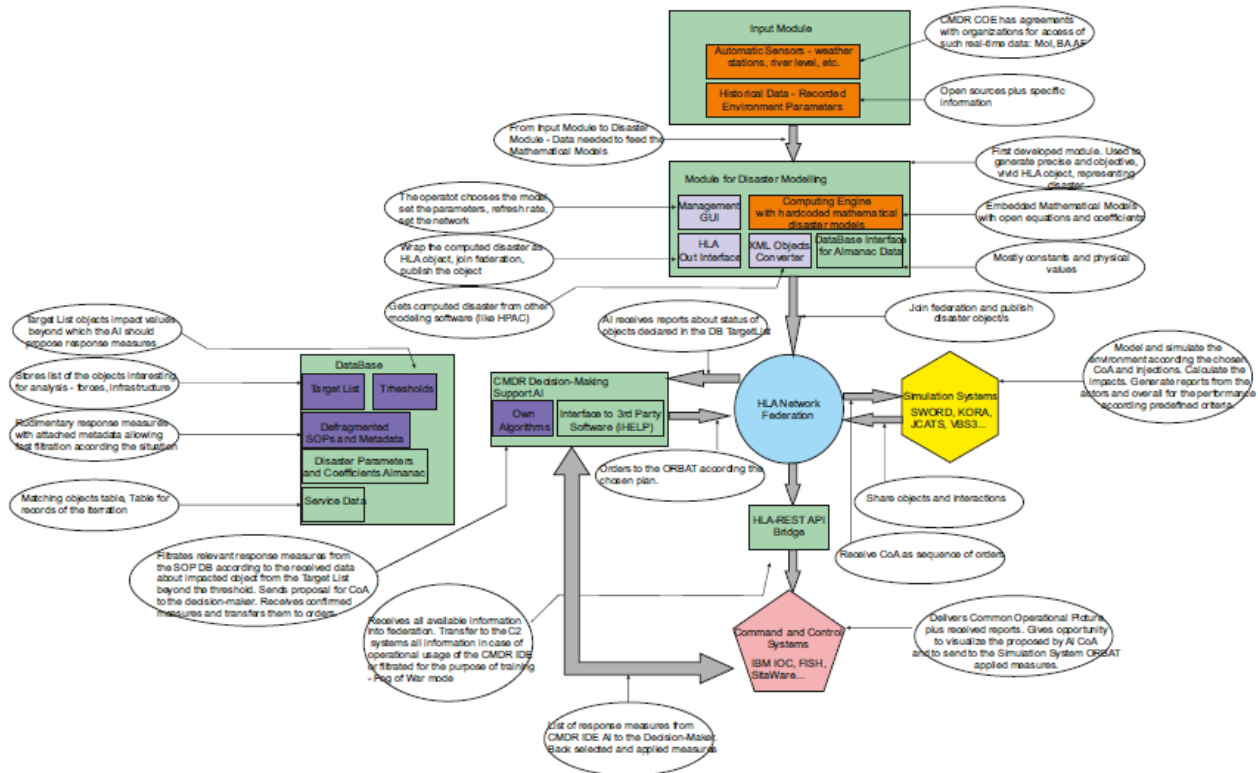 Input Module
Automatic Sensors - weather
stations, river level, etc.
Historical Data - Recorded
Environment Parameters
CMDR COE has agreements
with organizations for access of
such real-time data: MoI, BAAF
Open sources plus specific
information
From Input Module to Disaster
Module - Data needed to feed the
Mathematical Models
Module for Disaster Modelling
Management
GUI
Computing Engine
with hardcoded mathematical
disaster models
HLA
Out Interface
XML Objects
Converter
DataBase Interface
for Almanac Data
First developed module. Used to
generate precise and objective,
vivid HLA object, representing
disaster
Embedded Mathematical Models
with open equations and coefficients
Mostly constants and physical
values
The operatot chooses the model,
set the parameters, refresh rate,
set the network
Wrap the computed disaster as
HLA object, join federation,
publish the object
Gets computed disaster from other
modeling software (like HPAC)
AI receives reports about status of
objects declared in the DB TargetList
Join federation and publish
disaster object/s
Target List objects impact values
beyond which the AI should
propose response measures
Stores list of the objects interesting
for analysis - forces, infrastructure
Rudimentary response measures
with attached metadata allowing
fast filtration according the situation
Matching objects table, Table for
records of the iterration
DataBase
Target List
Trhesholds
Defragmented
SOPs and Metadata
Disaster Parameters
and Coefficients Almanac
Service Data
CMDR Decision-Making
Support AI
Own
Algorithms
Interface to 3rd Party
Software (IHELP)
HLA Network
Federation
Simulation Systems
SWORD, KORA,
JCATS, VBS3...
Model and simulate the
environment according the chosen
CoA and injections. Calculate the
impacts. Generate reports from the
actors and overall for the performance
according predefined criteria.
Orders to the ORBAT according the
chosen plan.
Share objects and interactions
Receive CoA as sequence of orders
HLA-REST API
Bridge
Filtrates relevant response measures from
the SOP DB according to the received data
about impacted object from the Target List
beyond the threshold. Sends proposal for CoA
to the decision-maker. Receives confirmed
measures and transfers them to orders
Receives all available information
into federation. Transfer to the C2
systems all information in case of
operational usage of the CMDR IDE
or filtrated for the purpose of training
- Fog of War mode
Command and Control
Systems
IBM IOC, FISH,
SitaWare...
Delivers Common Operational Picture
plus received reports. Gives opportunity
to visualize the proposed by AI CoA
and to send to the Simulation System ORBAT
applied measures.
List of response measures from
CMDR IDE AI to the Decision-Maker.
Back selected and applied measures